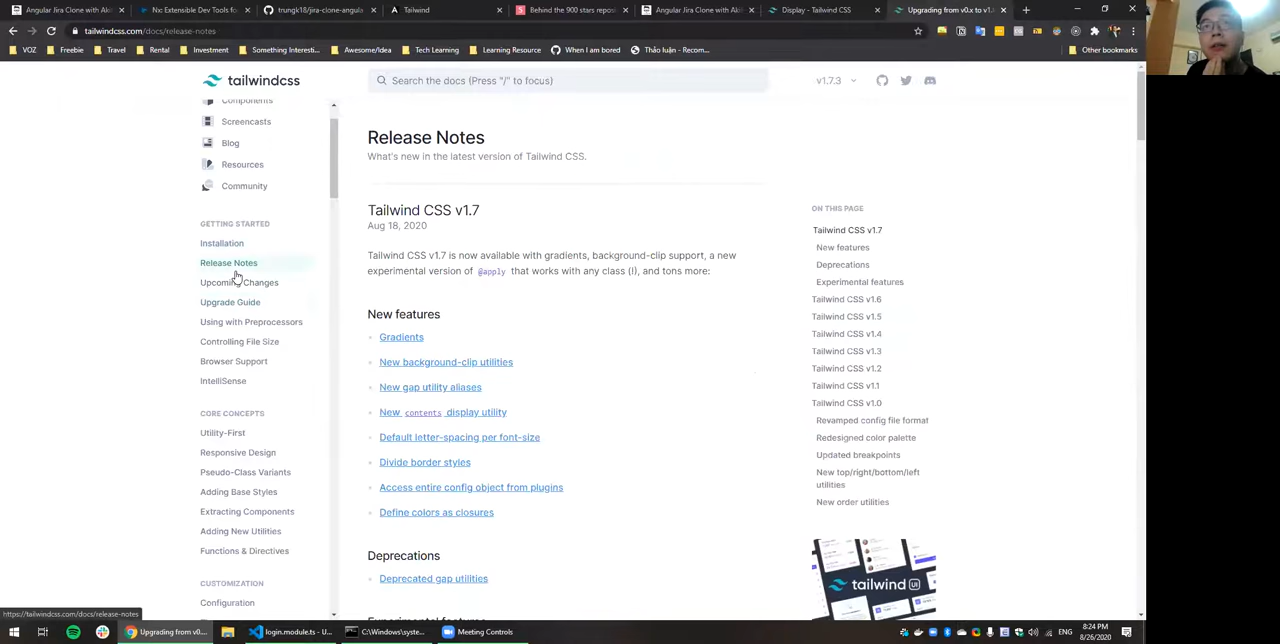 Angular Jira Clone with Aki
Nx Extensible Dev Tools fo
trungk18/jira-clone-angula
Tailwind
Behind the 900 stars reposi
Angular Jira Clone with Aki
Display - Tailwind CSS
Upgrading from v0.x to v1.
tailwindcss.com/docs/release-notes
VOZ
Freebie
Travel
Rental
Investment
Something Interesti...
Awesome/Idea
Tech Learning
Learning Resource
When I am bored
Thảo luận - Recom...
Other bookmarks
tailwindcss
Search the docs (Press "/" to focus)
v1.7.3
Components
Screencasts
Blog
Resources
Community
GETTING STARTED
Installation
Release Notes
Upcoming Changes
Upgrade Guide
Using with Preprocessors
Controlling File Size
Browser Support
IntelliSense
CORE CONCEPTS
Utility-First
Responsive Design
Pseudo-Class Variants
Adding Base Styles
Extracting Components
Adding New Utilities
Functions & Directives
CUSTOMIZATION
Configuration
Release Notes
What's new in the latest version of Tailwind CSS.
Tailwind CSS v1.7
Aug 18, 2020
Tailwind CSS v1.7 is now available with gradients, background-clip support, a new
experimental version of @apply that works with any class (!), and tons more:
New features
Gradients
New background-clip utilities
New gap utility aliases
New contents display utility
Default letter-spacing per font-size
Divide border styles
Access entire config object from plugins
Define colors as closures
Deprecations
Deprecated gap utilities
Experimental features
ON THIS PAGE
Tailwind CSS v1.7
New features
Deprecations
Experimental features
Tailwind CSS v1.6
Tailwind CSS v1.5
Tailwind CSS v1.4
Tailwind CSS v1.3
Tailwind CSS v1.2
Tailwind CSS v1.1
Tailwind CSS v1.0
Revamped config file format
Redesigned color palette
Updated breakpoints
New top/right/bottom/left
utilities
New order utilities
tailwindui
https://tailwindcss.com/docs/release-notes
Upgrading from v0....
login.module.ts - U...
C:\Windows\syste...
Meeting Controls
ENG
8:24 PM
8/26/2020